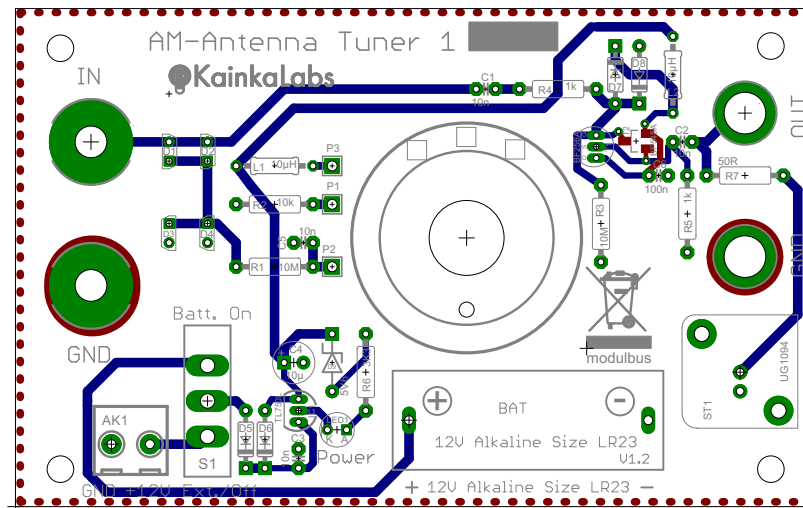 AM-Antenna Tuner 1
IN
KainkaLabs
C1
10n
R4
1k
D7
D8
OUT
C2
10n
P3
L1
10µH
50R
R7
100n
P1
R2
10k
R3
10M
R5
1k
10n
P2
R1
10M
GND
Batt. On
GND
modulbus
C4
10µ
R6
UG1094
ST1
BAT
12V Alkaline Size LR23
V1.2
AK1
S1
D5
D6
LED1
K A
C3
10n
Power
GND +12V Ext./Off
+ 12V Alkaline Size LR23 -